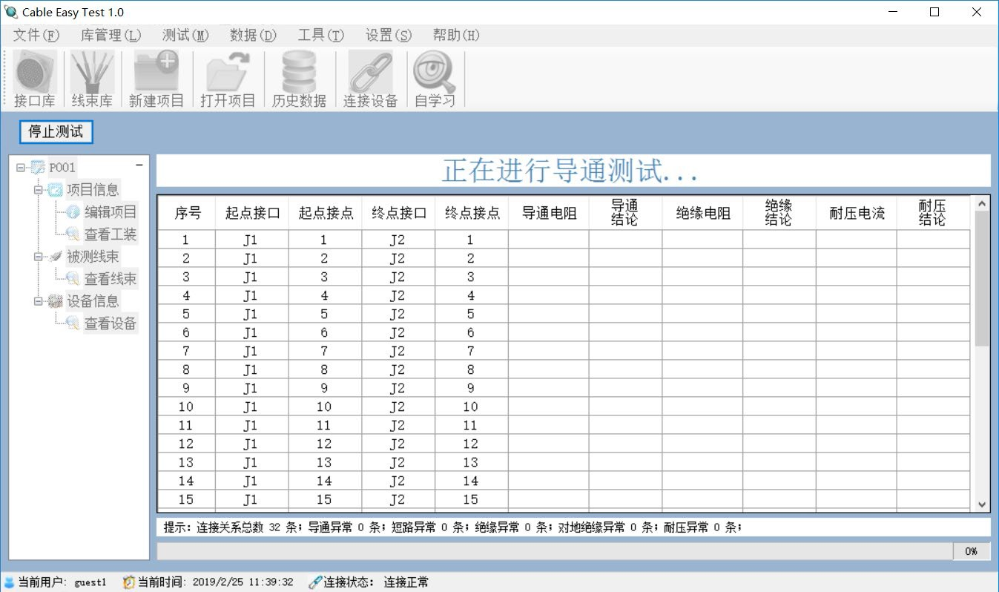 Cable Easy Test 1.0
文件(F) 库管理(L) 测试(M) 数据(D) 工具(T) 设置(S) 帮助(H)
接口库 线束库 新建项目 打开项目 历史数据 连接设备 自学习
停止测试
P001
项目信息
编辑项目
查看工装
被测线束
查看线束
设备信息
查看设备
正在进行导通测试...
序号 起点接口 起点接点 终点接口 终点接点 导通电阻 导通结论 绝缘电阻 绝缘结论 耐压电流 耐压结论
1 J1 1 J2 1
2 J1 2 J2 2
3 J1 3 J2 3
4 J1 4 J2 4
5 J1 5 J2 5
6 J1 6 J2 6
7 J1 7 J2 7
8 J1 8 J2 8
9 J1 9 J2 9
10 J1 10 J2 10
11 J1 11 J2 11
12 J1 12 J2 12
13 J1 13 J2 13
14 J1 14 J2 14
15 J1 15 J2 15
提示: 连接关系总数 32 条; 导通异常 0 条; 短路异常 0 条; 绝缘异常 0 条; 对地绝缘异常 0 条; 耐压异常 0 条;
0%
当前用户: guest1 当前时间: 2019/2/25 11:39:32 连接状态: 连接正常